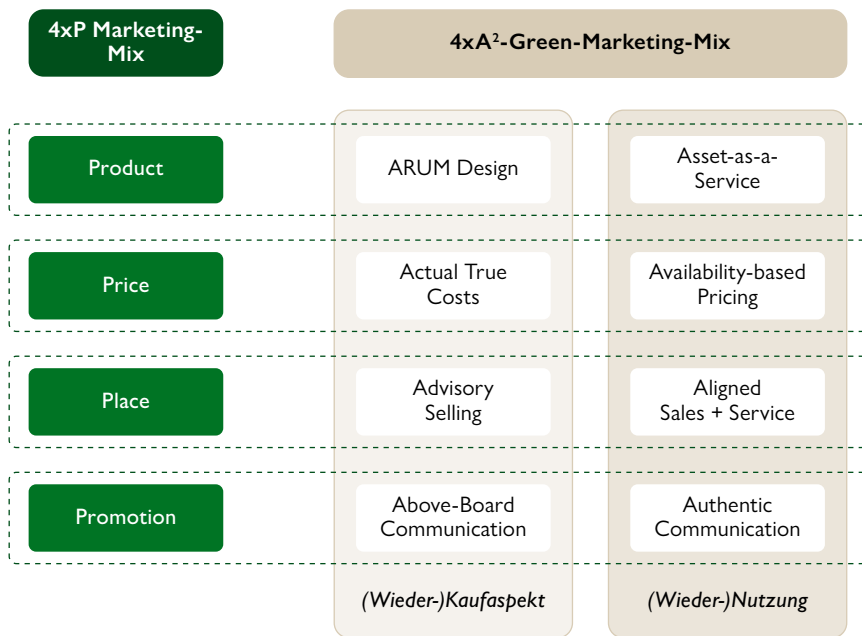 4xP Marketing-
Mix
4xA²-Green-Marketing-Mix
Product
ARUM Design
Asset-as-a-
Service
Price
Actual True
Costs
Availability-based
Pricing
Place
Advisory
Selling
Aligned
Sales + Service
Promotion
Above-Board
Communication
Authentic
Communication
(Wieder-)Kaufaspekt
(Wieder-)Nutzung